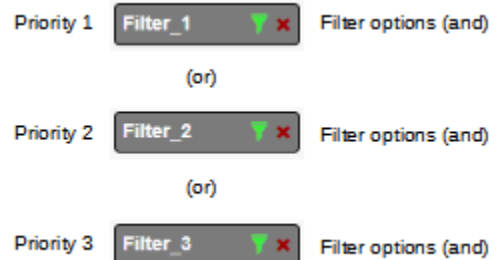 Priority 1 Filter_1 Filter options (and)
(or)
Priority 2 Filter_2 Filter options (and)
(or)
Priority 3 Filter_3 Filter options (and)